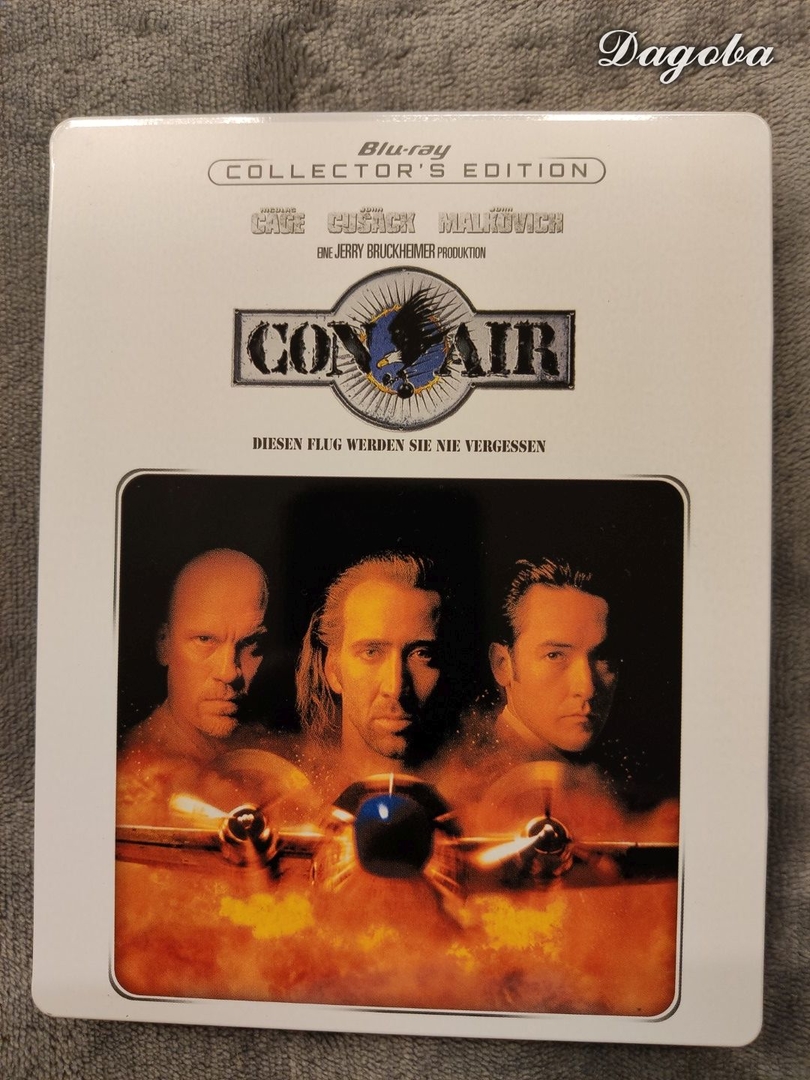 Dagoba
Blu-ray
COLLECTOR'S EDITION
NICOLAS JOHN JOHN
CAGE CUSACK MALKOVICH
EINE JERRY BRUCKHEIMER PRODUKTION
CON AIR
DIESEN FLUG WERDEN SIE NIE VERGESSEN